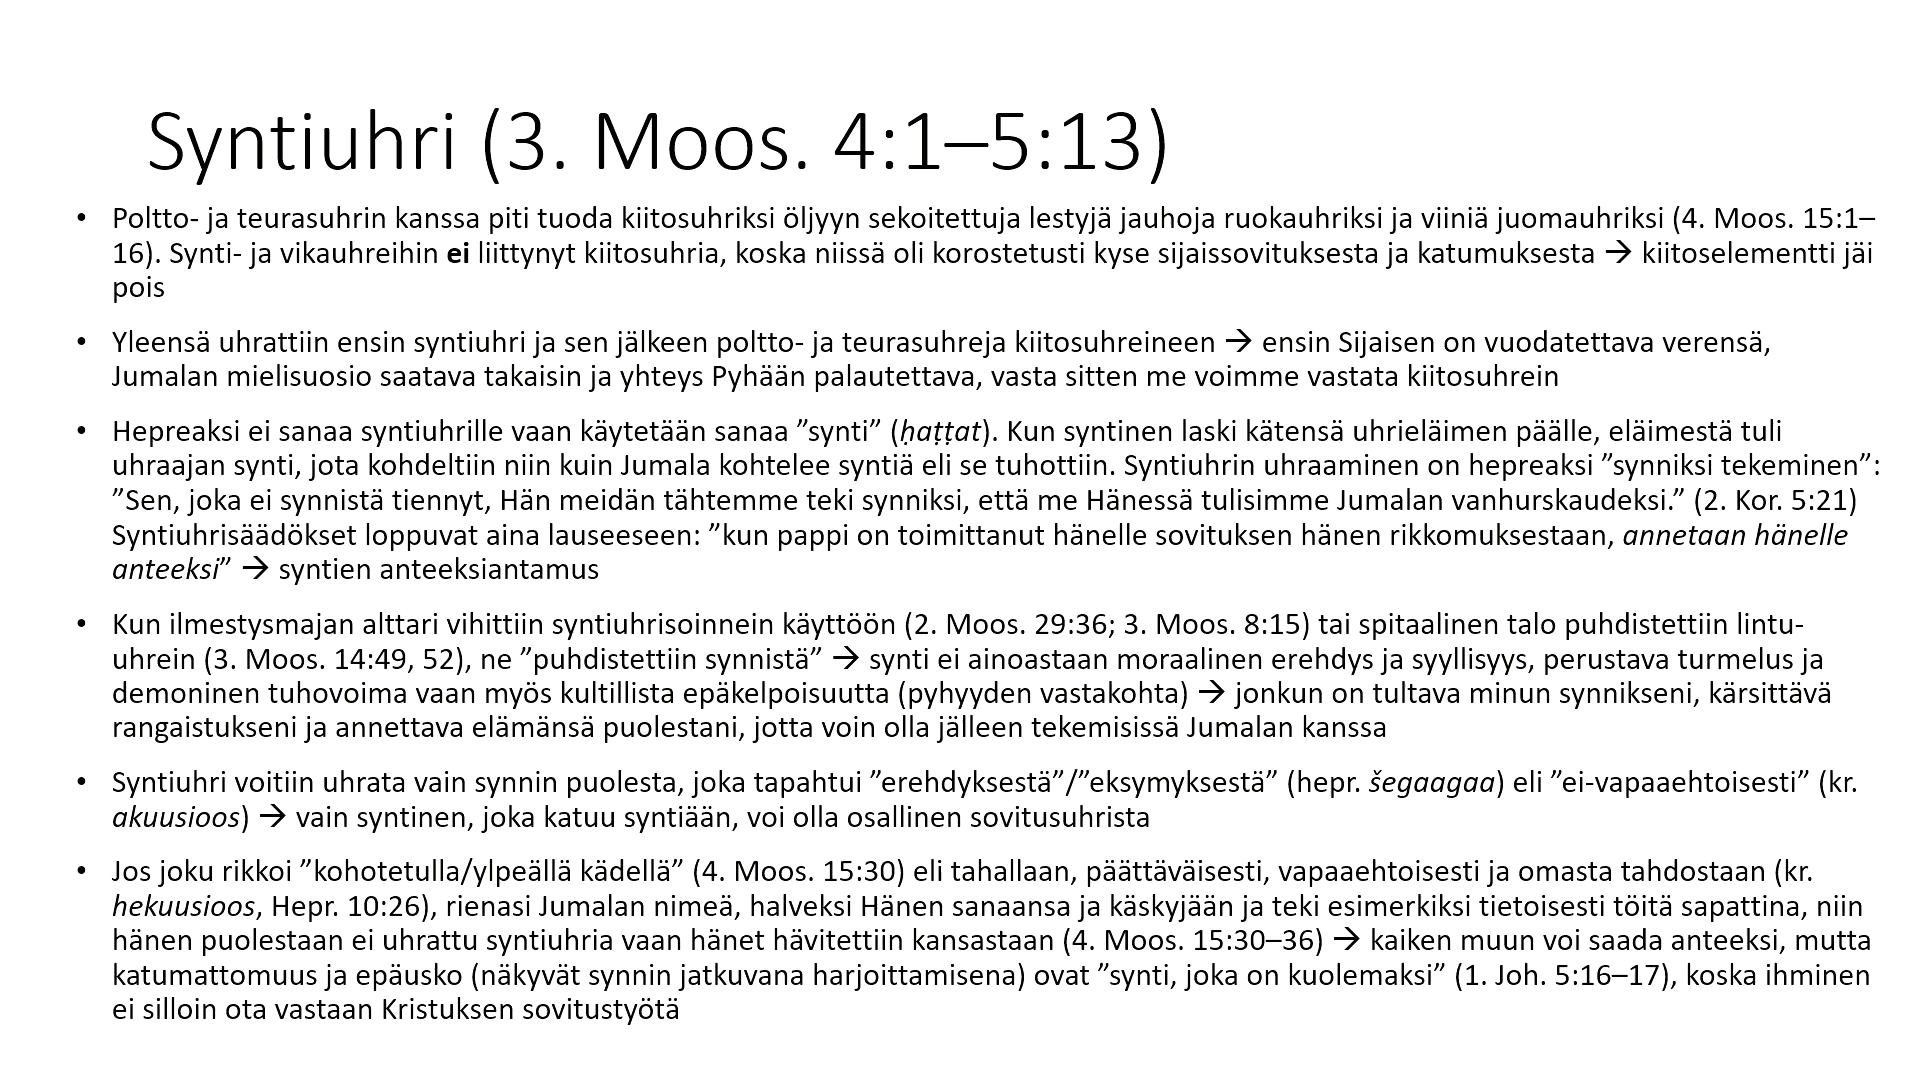 Syntiuhri (3. Moos. 4:1–5:13)
• Poltto- ja teurasuhrin kanssa piti tuoda kiitosuhriksi öljyyn sekoitettuja lestyjä jauhoja ruokauhriksi ja viiniä juomauhriksi (4. Moos. 15:1–
16). Synti- ja vikauhreihin ei liittynyt kiitosuhria, koska niissä oli korostetusti kyse sijaissovituksesta ja katumuksesta → kiitoselementti jäi
pois
• Yleensä uhrattiin ensin syntiuhri ja sen jälkeen poltto- ja teurasuhreja kiitosuhreineen → ensin Sijaisen on vuodatettava verensä,
Jumalan mielisuosio saatava takaisin ja yhteys Pyhään palautettava, vasta sitten me voimme vastata kiitosuhrein
• Hepreaksi ei sanaa syntiuhrille vaan käytetään sanaa ”synti” (ḥaṭṭat). Kun syntinen laski kätensä uhrieläimen päälle, eläimestä tuli
uhraajan synti, jota kohdeltiin niin kuin Jumala kohtelee syntiä eli se tuhottiin. Syntiuhrin uhraaminen on hepreaksi ”synniksi tekeminen”:
”Sen, joka ei synnistä tiennyt, Hän meidän tähtemme teki synniksi, että me Hänessä tulisimme Jumalan vanhurskaudeksi.” (2. Kor. 5:21)
Syntiuhrisäädökset loppuvat aina lauseeseen: ”kun pappi on toimittanut hänelle sovituksen hänen rikkomuksestaan, annetaan hänelle
anteeksi” → syntien anteeksiantamus
• Kun ilmestysmajan alttari vihittiin syntiuhrisoinnein käyttöön (2. Moos. 29:36; 3. Moos. 8:15) tai spitaalinen talo puhdistettiin lintu-
uhrein (3. Moos. 14:49, 52), ne ”puhdistettiin synnistä” → synti ei ainoastaan moraalinen erehdys ja syyllisyys, perustava turmelus ja
demoninen tuhovoima vaan myös kultillista epäkelpoisuutta (pyhyyden vastakohta) → jonkun on tultava minun synnikseni, kärsittävä
rangaistukseni ja annettava elämänsä puolestani, jotta voin olla jälleen tekemisissä Jumalan kanssa
• Syntiuhri voitiin uhrata vain synnin puolesta, joka tapahtui ”erehdyksestä”/”eksymyksestä” (hepr. šegaagaa) eli ”ei-vapaaehtoisesti” (kr.
akuusioos) → vain syntinen, joka katuu syntiään, voi olla osallinen sovitusuhrista
• Jos joku rikkoi ”kohotetulla/ylpeällä kädellä” (4. Moos. 15:30) eli tahallaan, päättäväisesti, vapaaehtoisesti ja omasta tahdostaan (kr.
hekuusioos, Hepr. 10:26), rienasi Jumalan nimeä, halveksi Hänen sanaansa ja käskyjään ja teki esimerkiksi tietoisesti töitä sapattina, niin
hänen puolestaan ei uhrattu syntiuhria vaan hänet hävitettiin kansastaan (4. Moos. 15:30–36) → kaiken muun voi saada anteeksi, mutta
katumattomuus ja epäusko (näkyvät synnin jatkuvana harjoittamisena) ovat ”synti, joka on kuolemaksi” (1. Joh. 5:16–17), koska ihminen
ei silloin ota vastaan Kristuksen sovitustyötä